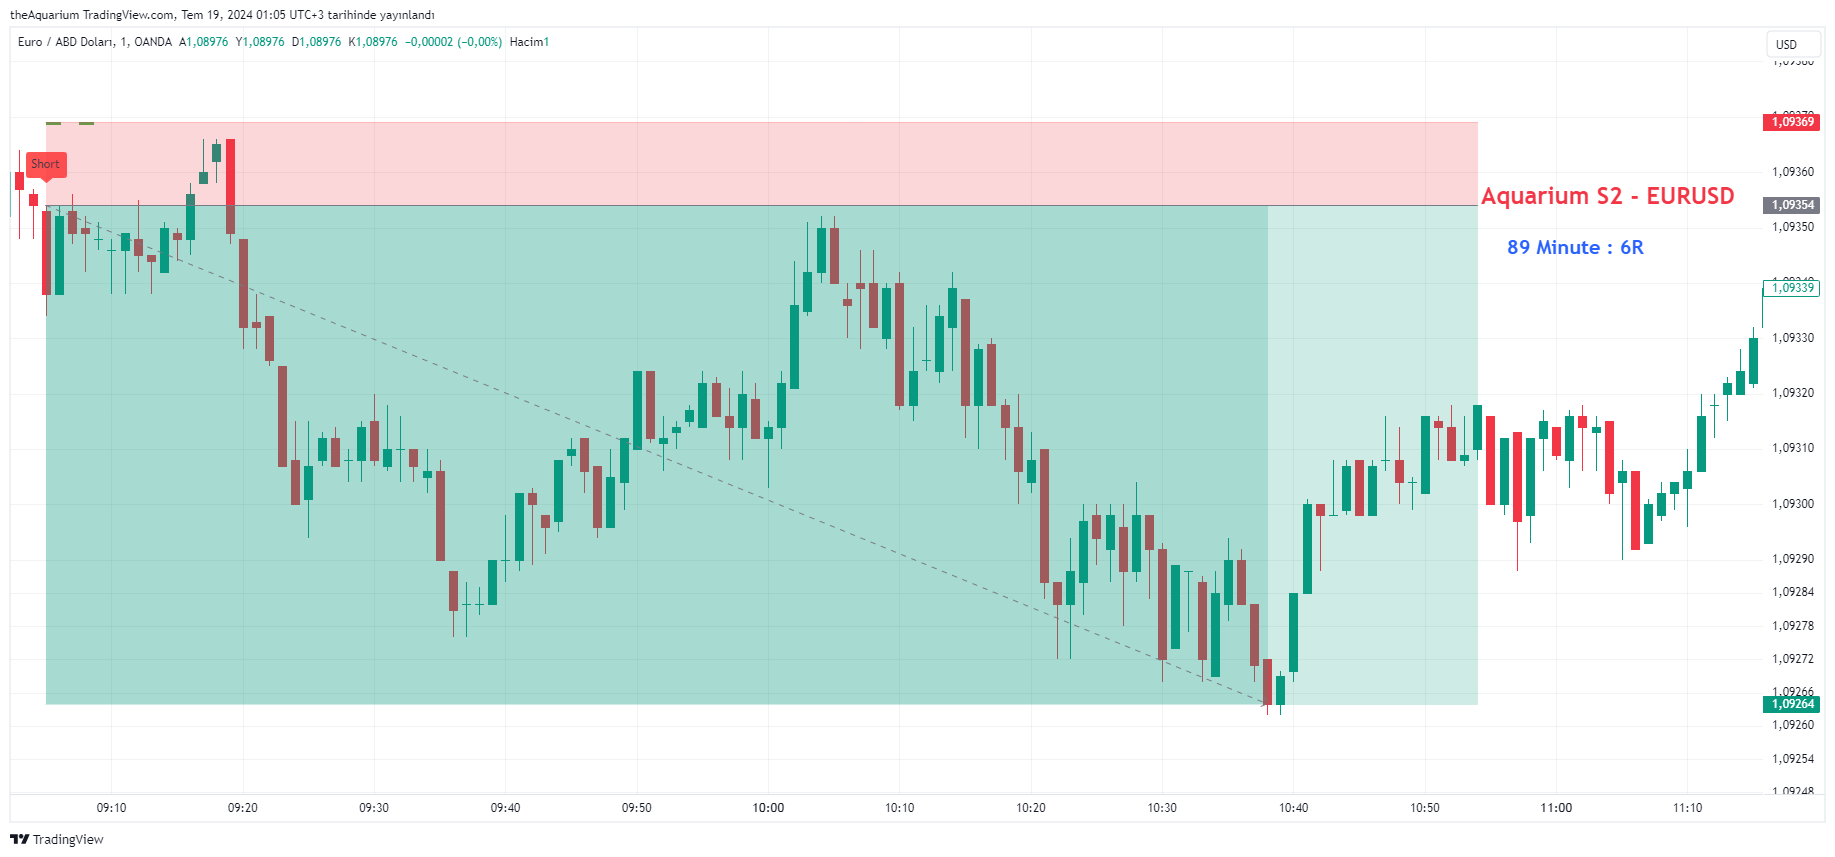 theAquarium TradingView.com, Tem 19, 2024 01:05 UTC+3 tarihinde yayınlandı
Euro / ABD Doları, 1, OANDA A1,08976 Y1,08976 D1,08976 K1,08976 −0,00002 (−0,00%) Hacim1
USD
1,09380
1,09369
Short
1,09360
Aquarium S2 - EURUSD
1,09354
1,09350
89 Minute : 6R
1,09339
1,09330
1,09320
1,09310
1,09300
1,09290
1,09284
1,09278
1,09272
1,09266
1,09264
1,09260
1,09254
1,09248
09:10 09:20 09:30 09:40 09:50 10:00 10:10 10:20 10:30 10:40 10:50 11:00 11:10
TradingView